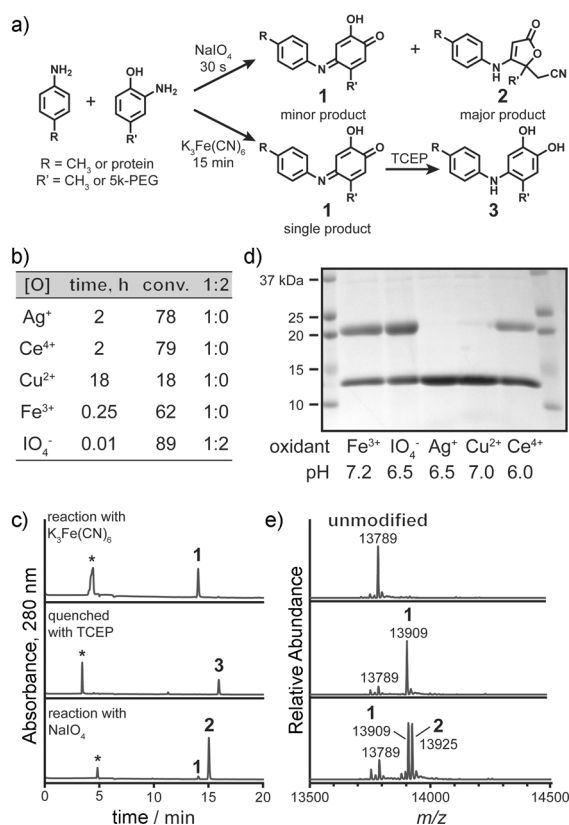 a)
NH₂
R
+
OH
NH₂
R'
R = CH₃ or protein
R' = CH₃ or 5k-PEG
NaIO₄
30 s
K₃Fe(CN)₆
15 min
R
N
OH
O
R'
1
minor product
+
R
N
H
O
O
R'
CN
2
major product
R
N
OH
O
R'
1
single product
TCEP
R
N
H
OH
OH
R'
3
b)
[O] time, h conv. 1:2
Ag⁺ 2 78 1:0
Ce⁴⁺ 2 79 1:0
Cu²⁺ 18 18 1:0
Fe³⁺ 0.25 62 1:0
IO₄⁻ 0.01 89 1:2
d)
37 kDa
25
20
15
10
oxidant Fe³⁺ IO₄⁻ Ag⁺ Cu²⁺ Ce⁴⁺
pH 7.2 6.5 6.5 7.0 6.0
c)
Absorbance, 280 nm
reaction with
K₃Fe(CN)₆
*
1
quenched
with TCEP
*
3
reaction with
NaIO₄
*
1
2
0 5 10 15 20
time / min
e)
Relative Abundance
unmodified
13789
1
13909
13789
1
13909
13789
2
13925
13500 14000 14500
m/z